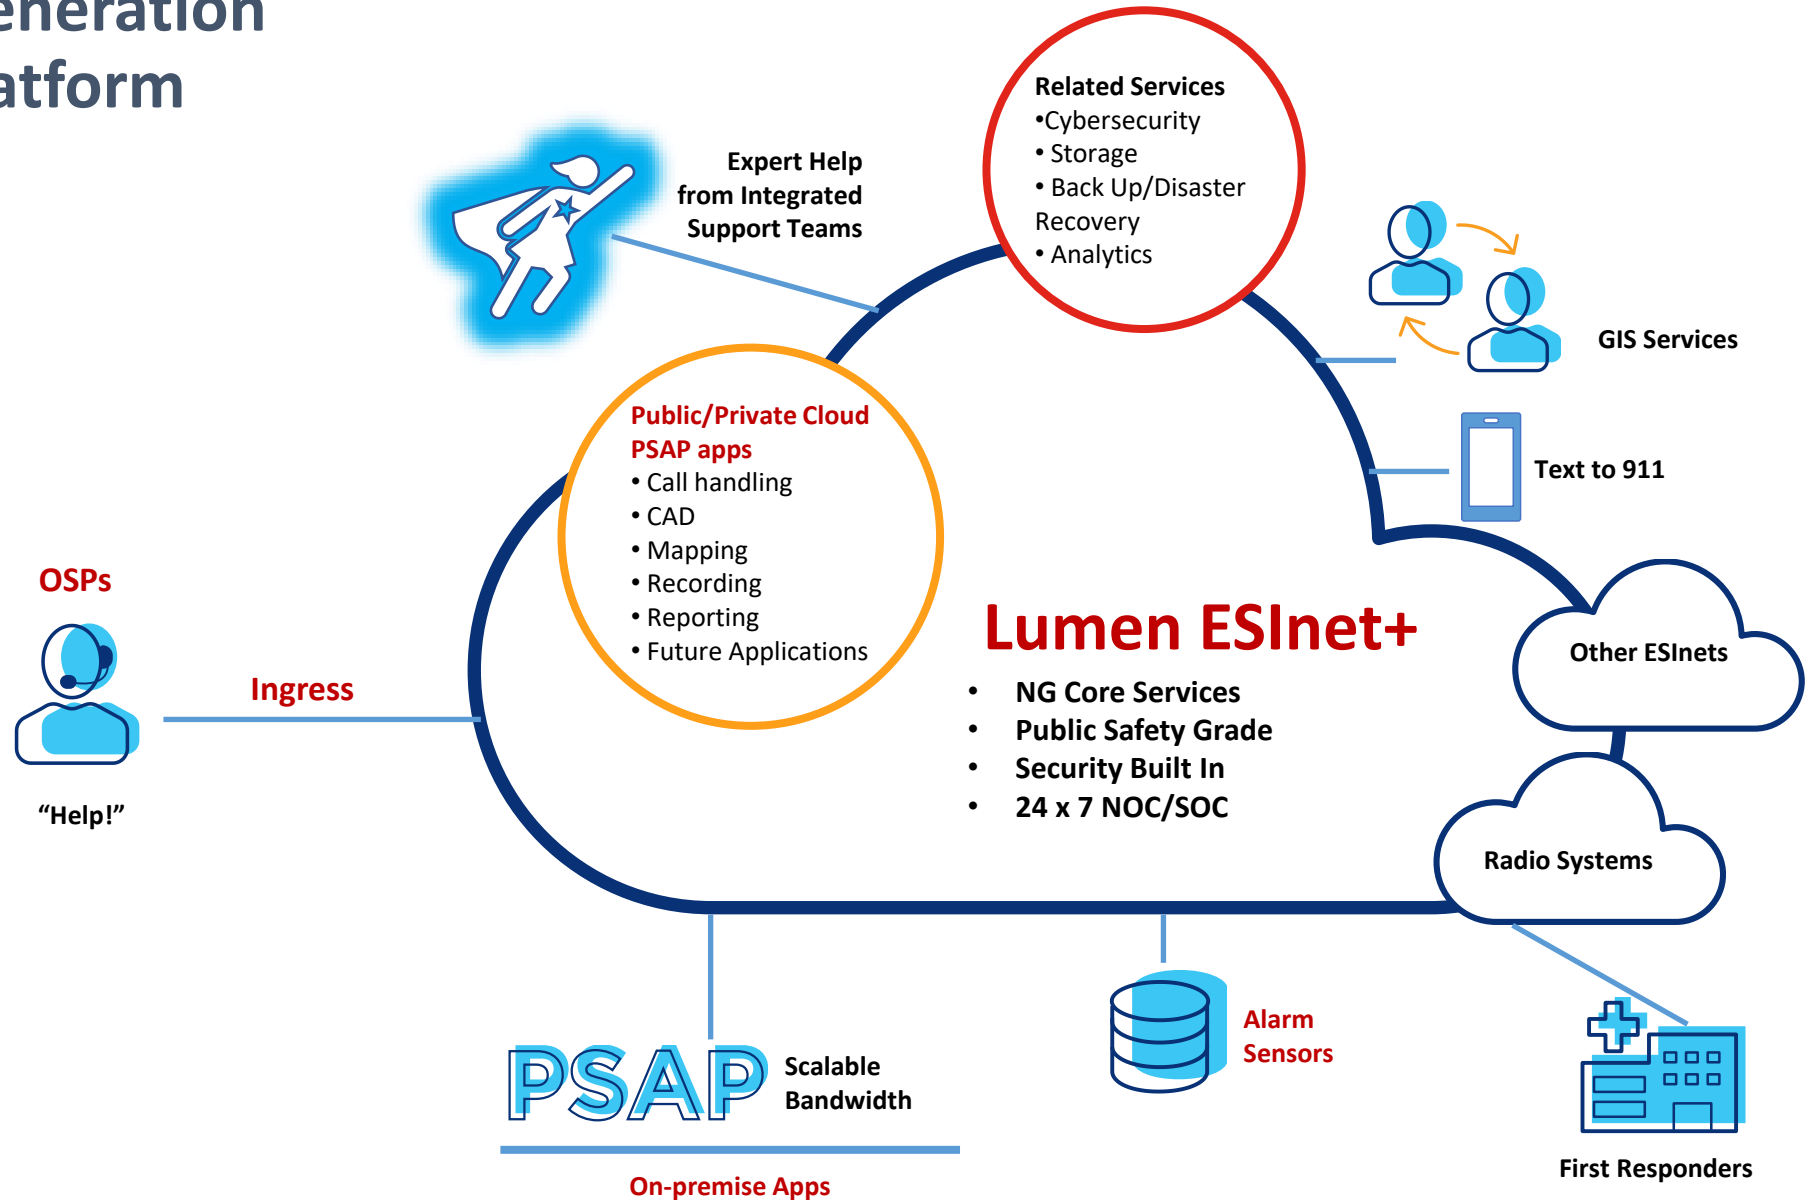 eneration
atform
Related Services
•Cybersecurity
• Storage
• Back Up/Disaster
Recovery
• Analytics
Expert Help
from Integrated
Support Teams
GIS Services
Public/Private Cloud
PSAP apps
• Call handling
• CAD
• Mapping
• Recording
• Reporting
• Future Applications
Text to 911
OSPs
Ingress
“Help!”
Lumen ESInet+
• NG Core Services
• Public Safety Grade
• Security Built In
• 24 x 7 NOC/SOC
Other ESInets
Radio Systems
PSAP
Scalable
Bandwidth
On-premise Apps
Alarm
Sensors
First Responders